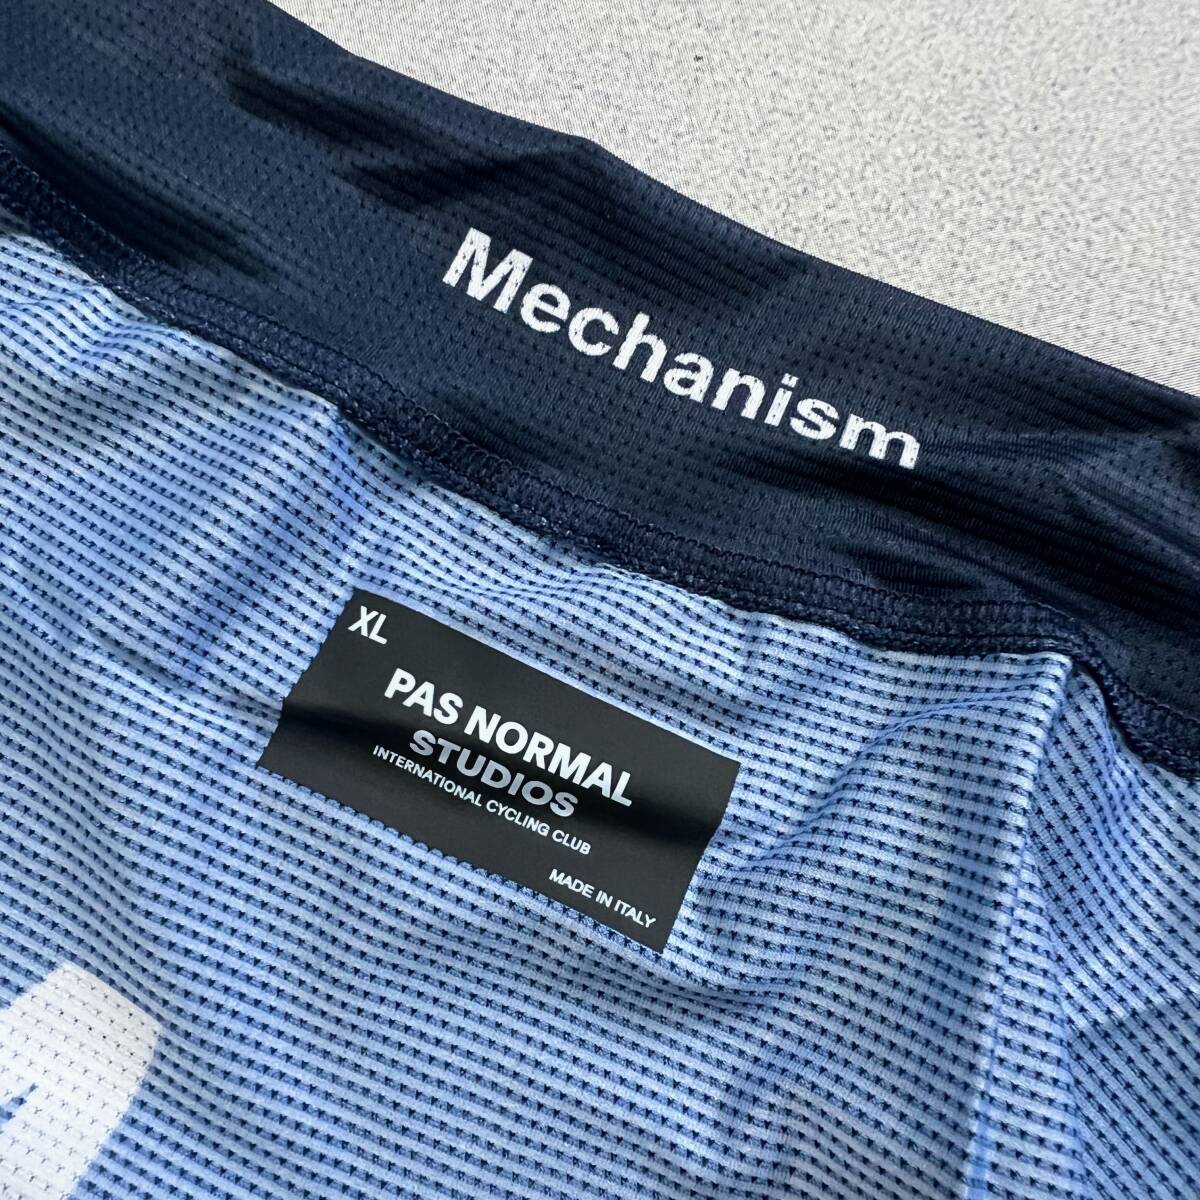 Mechanism
XL
PAS NORMAL
STUDIOS
INTERNATIONAL CYCLING CLUB
MADE IN ITALY